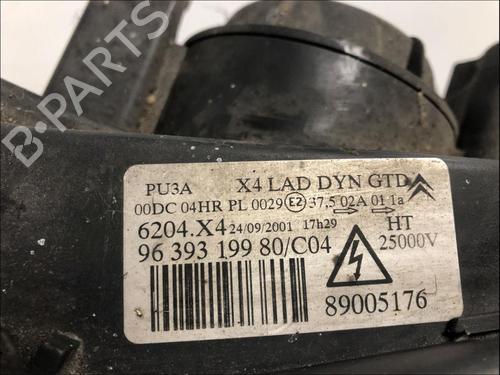 B-PARTS
PU3A X4 LAD DYN GTD
00DC 04HR PL 0029 E2 37,5 02A 01 1a
6204.X4 24/09/2001 17h29 HT
96 393 199 80/C04 25000V
89005176